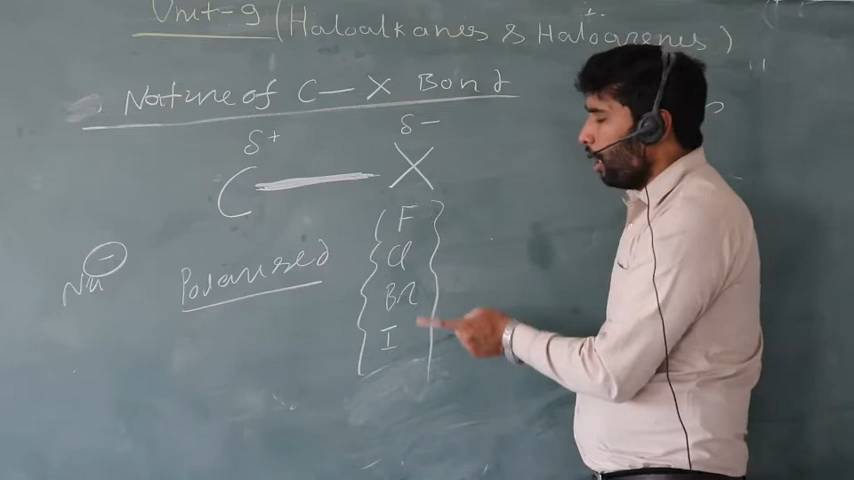 Unit-9 (Haloalkanes & Haloarenes)
Nature of C — X Bond
δ+ δ-
C — X
F
Cl
Nu - Polarised
Br
I